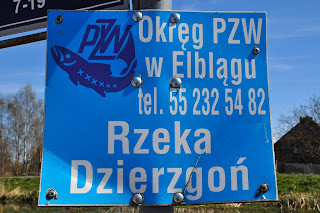 7-19
PZW
Okręg PZW
w Elblągu
tel. 55 232 54 82
Rzeka
Dzierzgoń